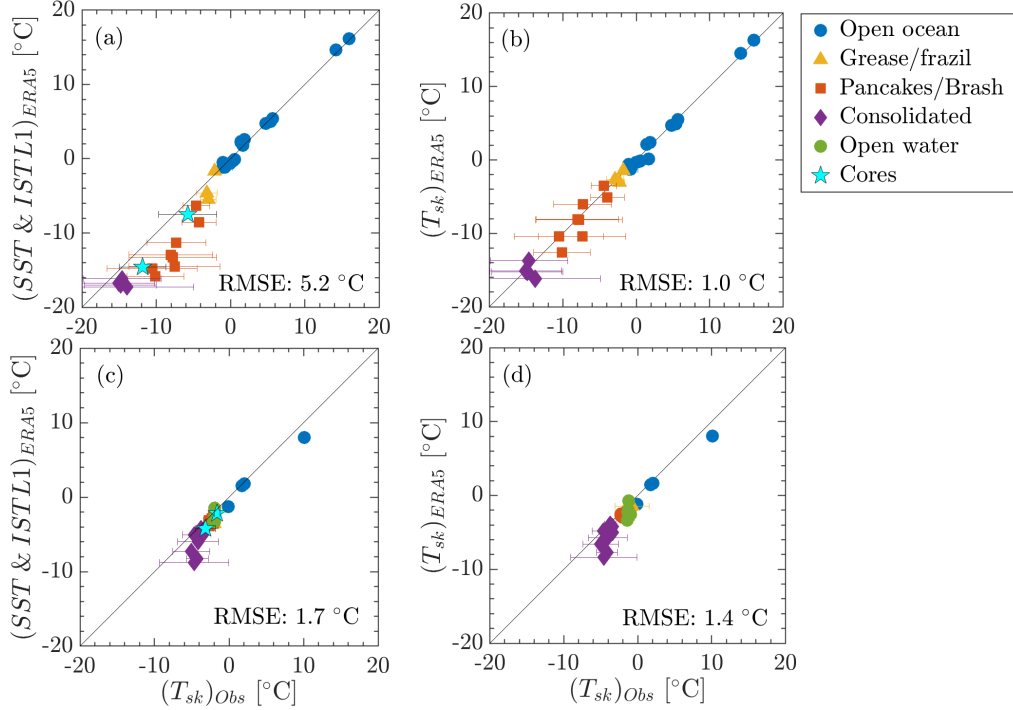 (a)
(SST & ISTL1)ERA5 [°C]
20
10
0
-10
-20
RMSE: 5.2 °C
-20 -10 0 10 20
(b)
(Tsk)ERA5 [°C]
20
10
0
-10
-20
RMSE: 1.0 °C
-20 -10 0 10 20
Open ocean
Grease/frazil
Pancakes/Brash
Consolidated
Open water
Cores
(c)
(SST & ISTL1)ERA5 [°C]
20
10
0
-10
-20
RMSE: 1.7 °C
-20 -10 0 10 20
(Tsk)Obs [°C]
(d)
(Tsk)ERA5 [°C]
20
10
0
-10
-20
RMSE: 1.4 °C
-20 -10 0 10 20
(Tsk)Obs [°C]